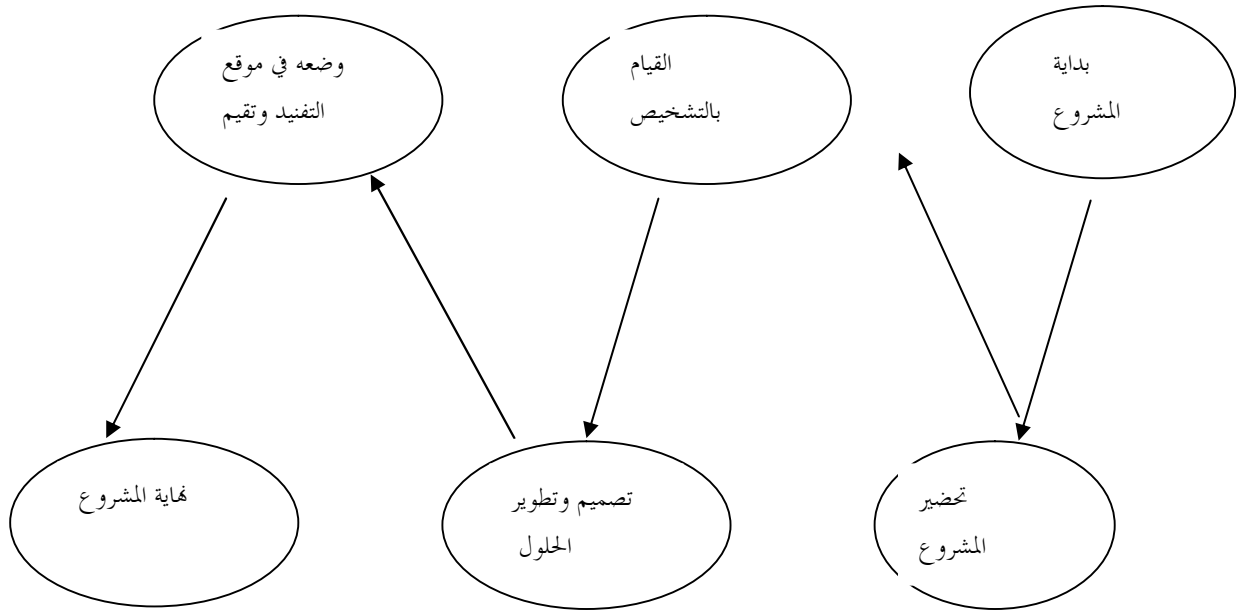 بداية
المشروع
القيام
بالتشخيص
وضعه في موقع
التفنيد وتقيم
تحضير
المشروع
تصميم وتطوير
الحلول
نهاية المشروع